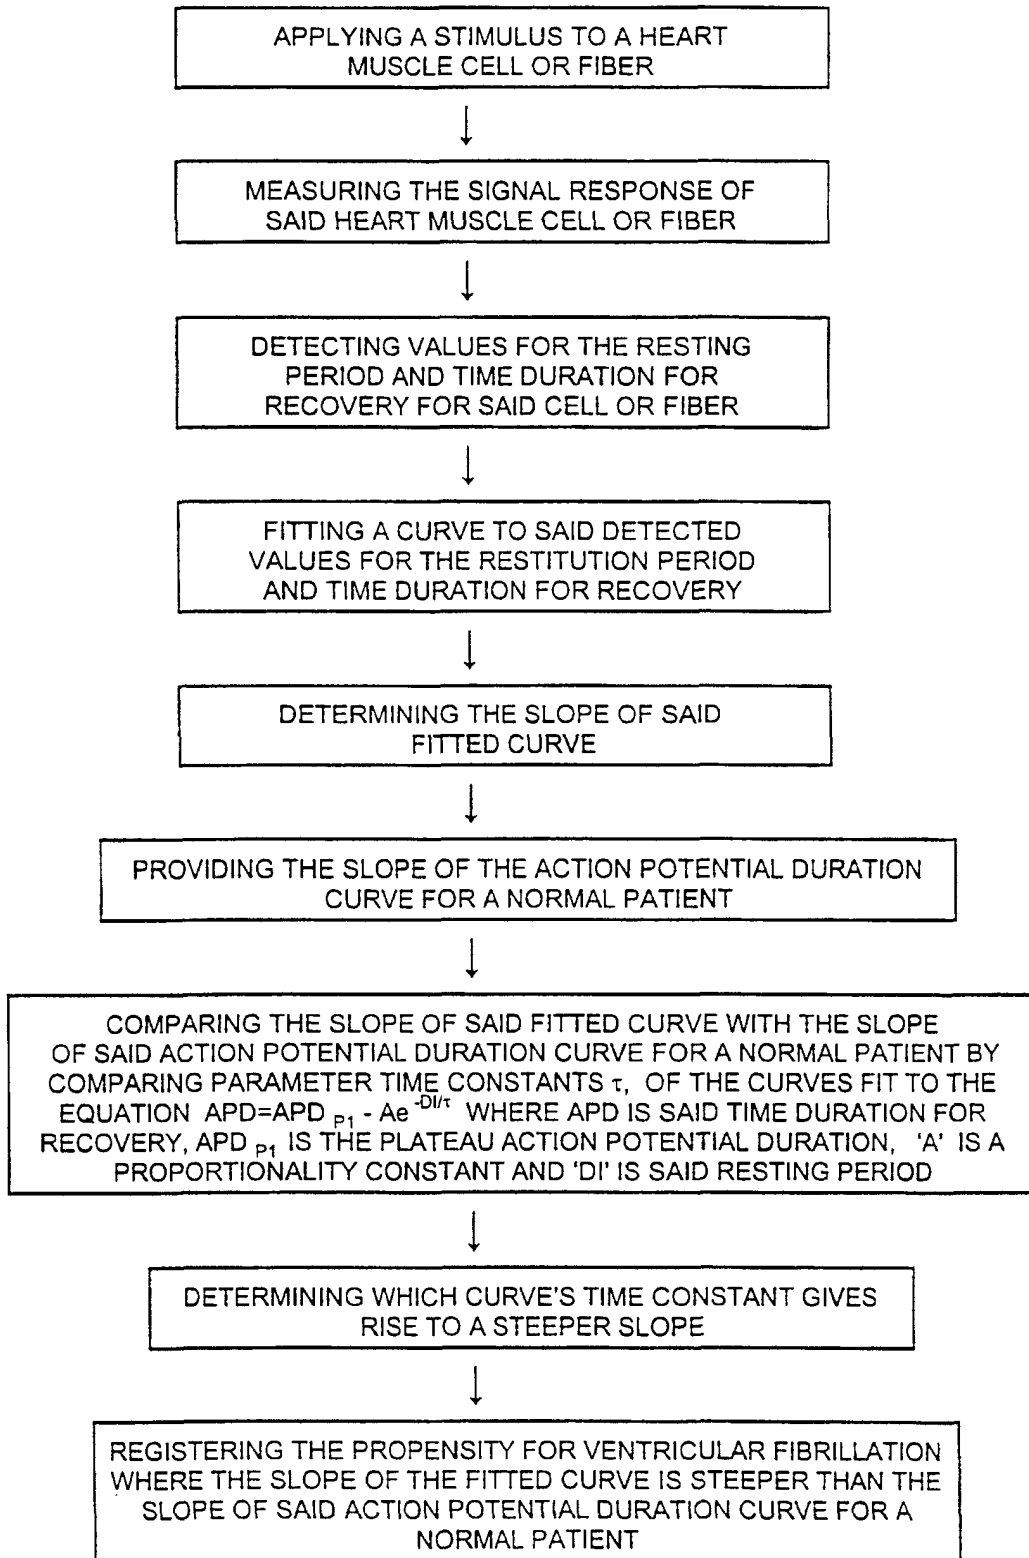 APPLYING A STIMULUS TO A HEART
MUSCLE CELL OR FIBER
MEASURING THE SIGNAL RESPONSE OF
SAID HEART MUSCLE CELL OR FIBER
DETECTING VALUES FOR THE RESTING
PERIOD AND TIME DURATION FOR
RECOVERY FOR SAID CELL OR FIBER
FITTING A CURVE TO SAID DETECTED
VALUES FOR THE RESTITUTION PERIOD
AND TIME DURATION FOR RECOVERY
DETERMINING THE SLOPE OF SAID
FITTED CURVE
PROVIDING THE SLOPE OF THE ACTION POTENTIAL DURATION
CURVE FOR A NORMAL PATIENT
COMPARING THE SLOPE OF SAID FITTED CURVE WITH THE SLOPE
OF SAID ACTION POTENTIAL DURATION CURVE FOR A NORMAL PATIENT BY
COMPARING PARAMETER TIME CONSTANTS τ, OF THE CURVES FIT TO THE
EQUATION APD=APD P1 - Ae^-DI/τ WHERE APD IS SAID TIME DURATION FOR
RECOVERY, APD P1 IS THE PLATEAU ACTION POTENTIAL DURATION, 'A' IS A
PROPORTIONALITY CONSTANT AND 'DI' IS SAID RESTING PERIOD
DETERMINING WHICH CURVE'S TIME CONSTANT GIVES
RISE TO A STEEPER SLOPE
REGISTERING THE PROPENSITY FOR VENTRICULAR FIBRILLATION
WHERE THE SLOPE OF THE FITTED CURVE IS STEEPER THAN THE
SLOPE OF SAID ACTION POTENTIAL DURATION CURVE FOR A
NORMAL PATIENT